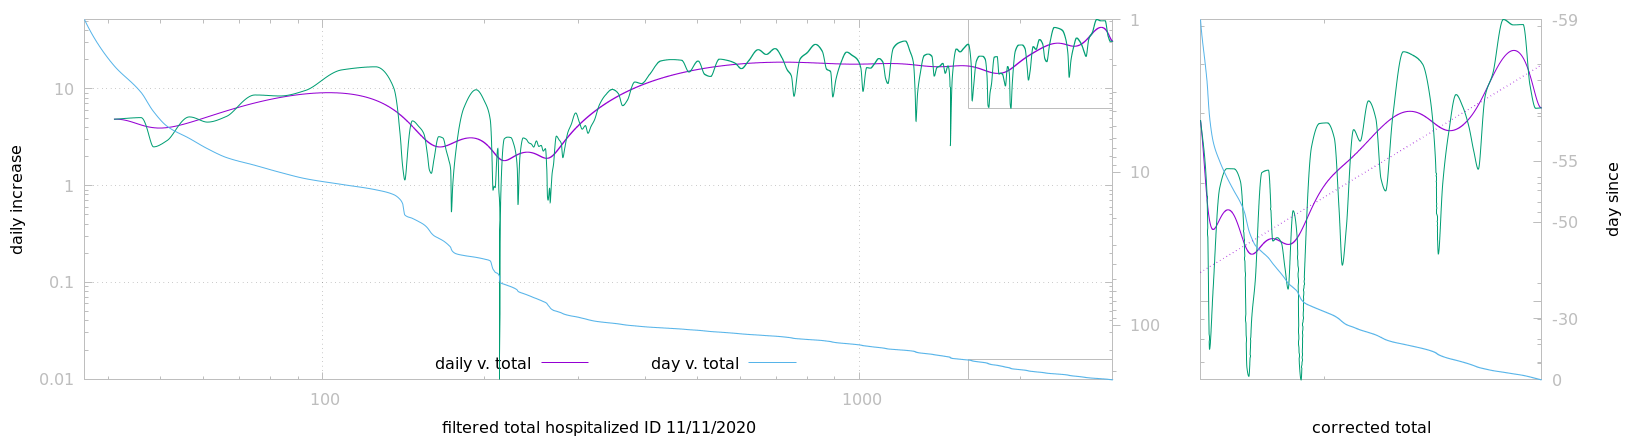 daily increase
10
1
0.1
0.01
100
1000
1
10
100
daily v. total
day v. total
filtered total hospitalized ID 11/11/2020
-59
-55
-50
-30
0
day since
corrected total